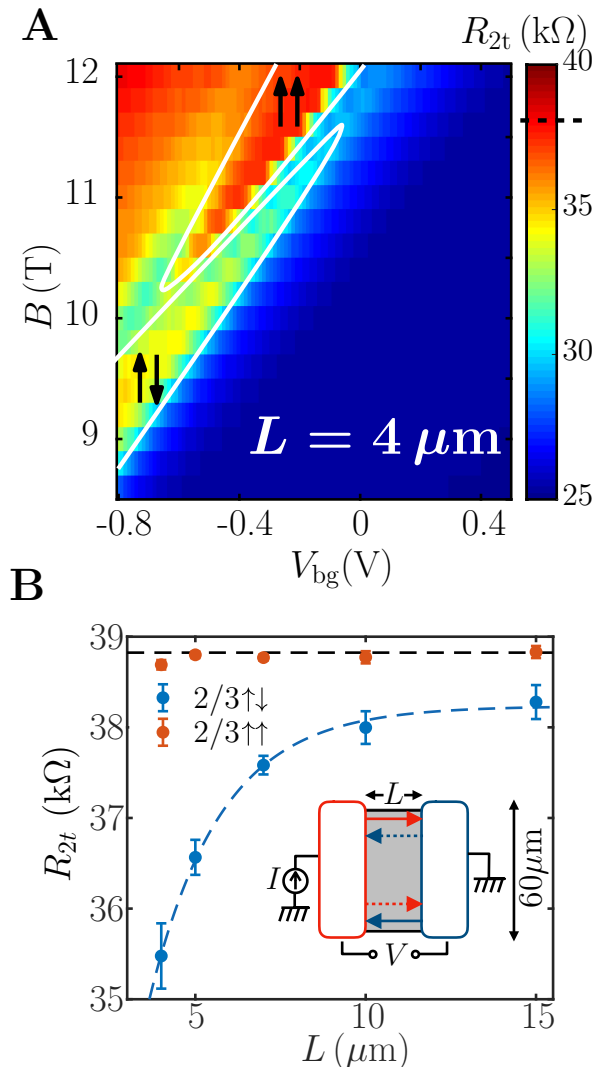 A
R2t (kΩ)
12
11
10
9
B (T)
↑↑
↑↓
L = 4 μm
40
35
30
25
-0.8
-0.4
0
0.4
Vbg(V)
B
39
38
37
36
35
R2t (kΩ)
2/3↑↓
2/3↑↑
L
I
V
60μm
5
10
15
L (μm)